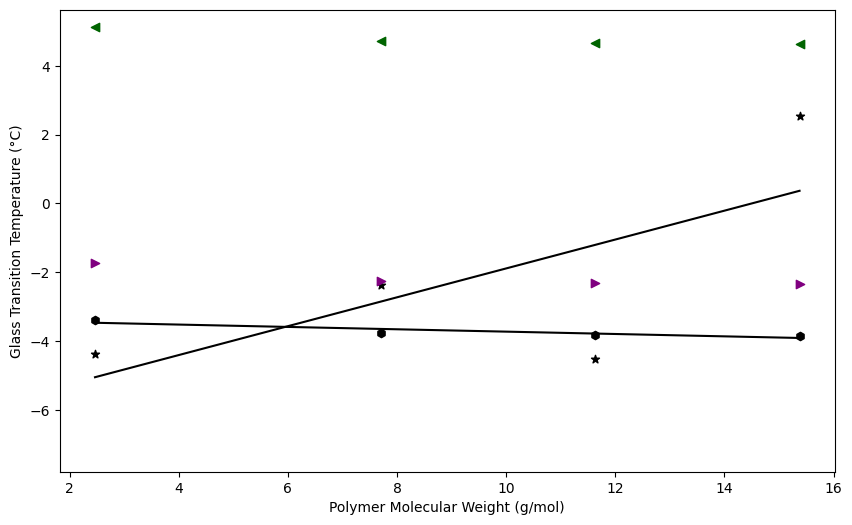 4
2
0
−2
−4
−6
Glass Transition Temperature (°C)
2 4 6 8 10 12 14 16
Polymer Molecular Weight (g/mol)